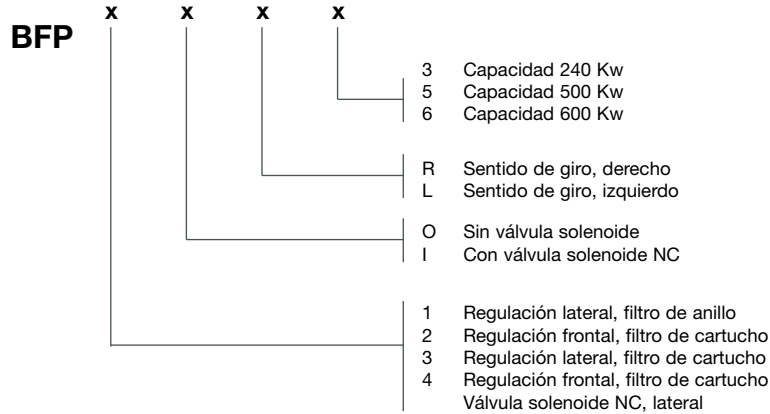 x x x x
BFP
3 Capacidad 240 Kw
5 Capacidad 500 Kw
6 Capacidad 600 Kw
R Sentido de giro, derecho
L Sentido de giro, izquierdo
O Sin válvula solenoide
I Con válvula solenoide NC
1 Regulación lateral, filtro de anillo
2 Regulación frontal, filtro de cartucho
3 Regulación lateral, filtro de cartucho
4 Regulación frontal, filtro de cartucho
Válvula solenoide NC, lateral